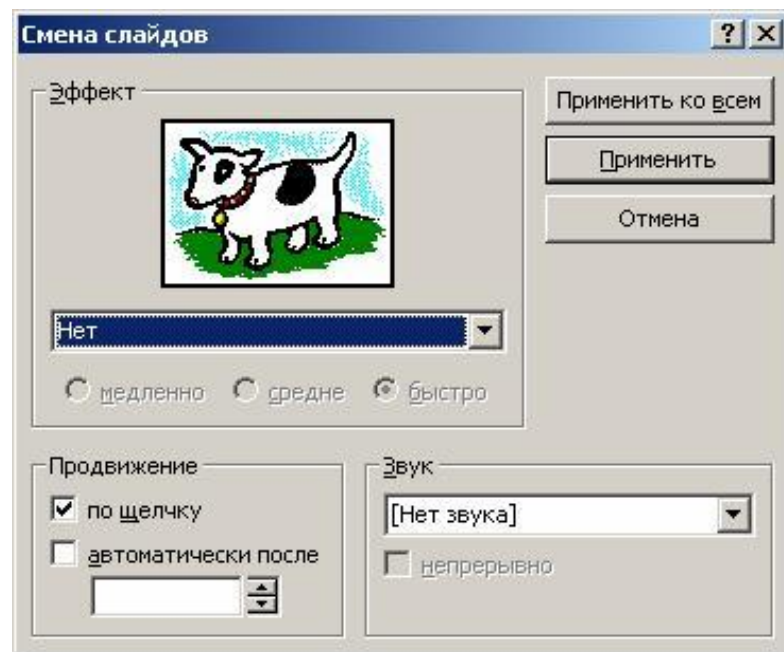 Смена слайдов
Эффект
Применить ко всем
Применить
Отмена
Нет
медленно средне быстро
Продвижение
по щелчку
автоматически после
Звук
[Нет звука]
непрерывно